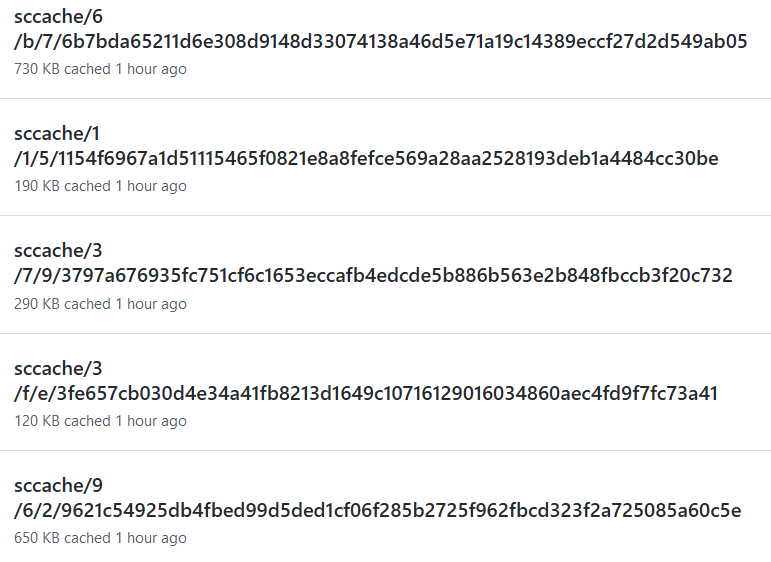 sccache/6
/b/7/6b7bda65211d6e308d9148d33074138a46d5e71a19c14389eccf27d2d549ab05
730 KB cached 1 hour ago
sccache/1
/1/5/1154f6967a1d51115465f0821e8a8fefce569a28aa2528193deb1a4484cc30be
190 KB cached 1 hour ago
sccache/3
/7/9/3797a676935fc751cf6c1653eccafb4edcde5b886b563e2b848fbccb3f20c732
290 KB cached 1 hour ago
sccache/3
/f/e/3fe657cb030d4e34a41fb8213d1649c10716129016034860aec4fd9f7fc73a41
120 KB cached 1 hour ago
sccache/9
/6/2/9621c54925db4fbed99d5ded1cf06f285b2725f962fbcd323f2a725085a60c5e
650 KB cached 1 hour ago